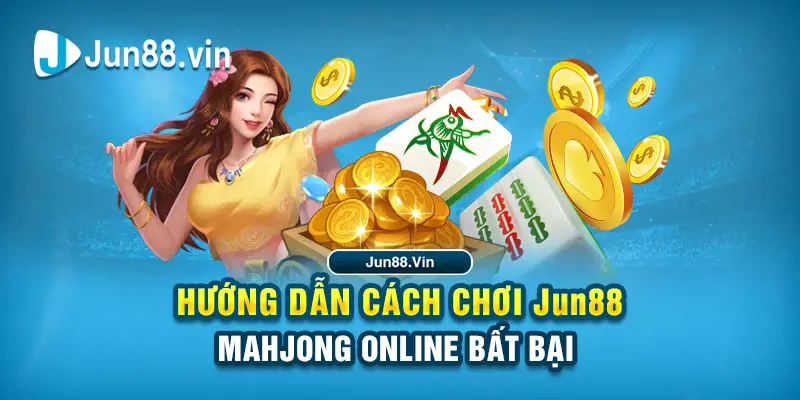 Jun88.vin
Jun88.Vin
HƯỚNG DẪN CÁCH CHƠI Jun88
MAHJONG ONLINE BẤT BẠI